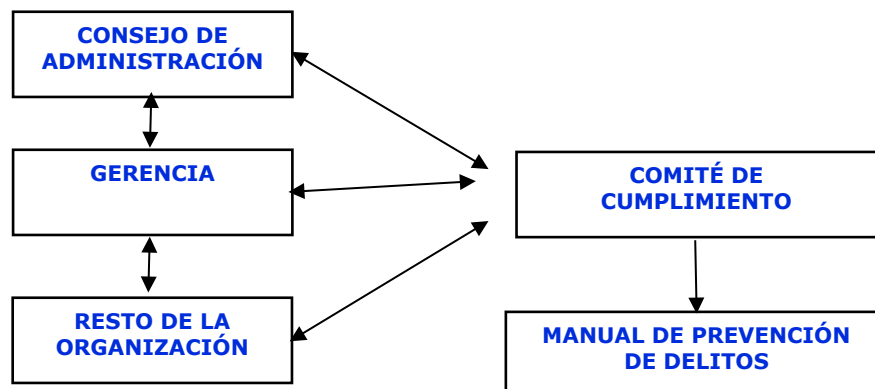 CONSEJO DE
ADMINISTRACIÓN
GERENCIA
RESTO DE LA
ORGANIZACIÓN
COMITÉ DE
CUMPLIMIENTO
MANUAL DE PREVENCIÓN
DE DELITOS